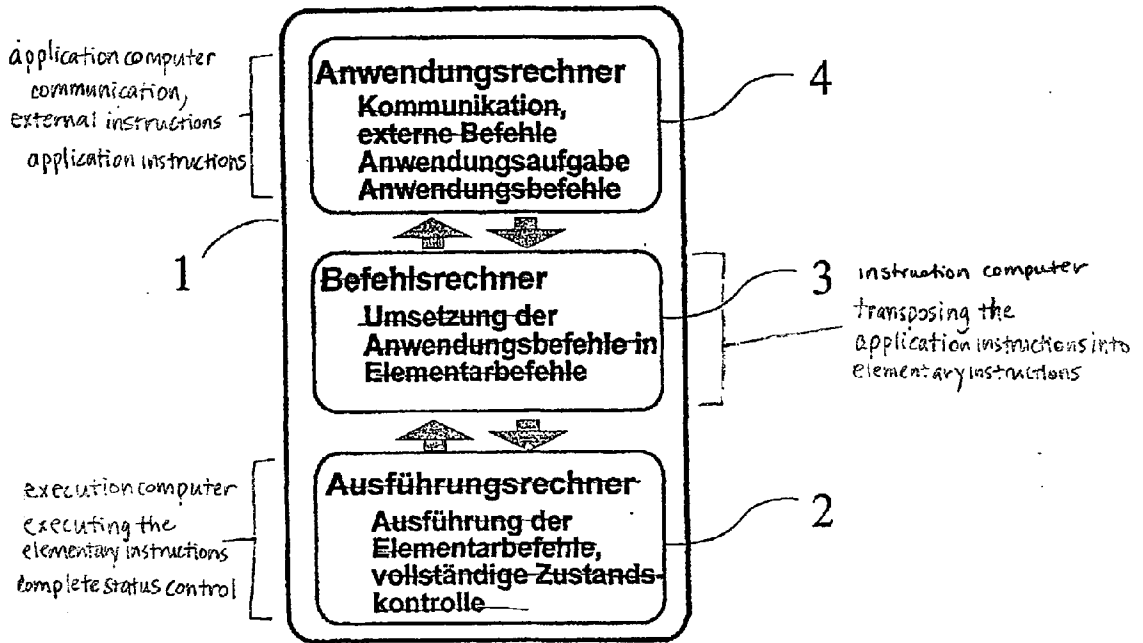 application computer
communication,
external instructions
application instructions
Anwendungsrechner
Kommunikation,
externe Befehle
Anwendungsaufgabe
Anwendungsbefehle
4
1
Befehlsrechner
Umsetzung der
Anwendungsbefehle in
Elementarbefehle
3
instruction computer
transposing the
application instructions into
elementary instructions
execution computer
executing the
elementary instructions
complete status control
Ausführungsrechner
Ausführung der
Elementarbefehle,
vollständige Zustands-
kontrolle
2